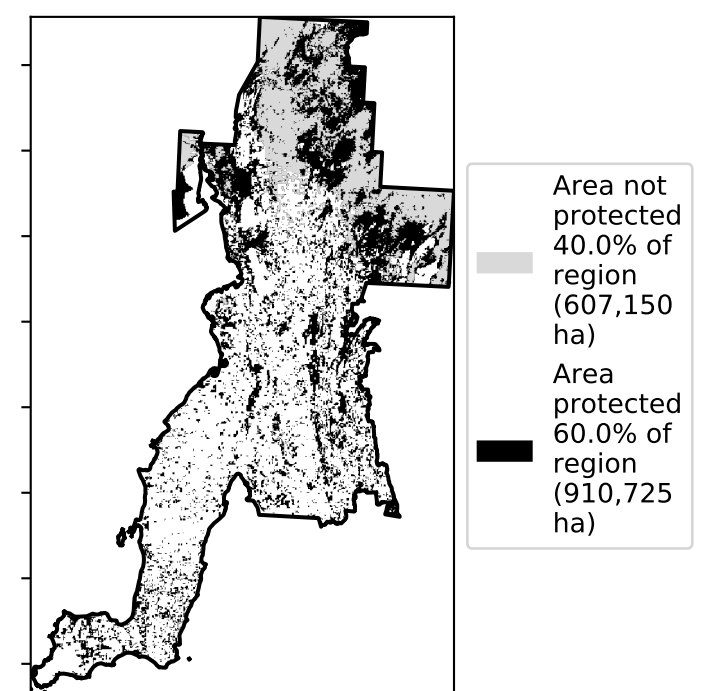 Area not
protected
40.0% of
region
(607,150
ha)
Area
protected
60.0% of
region
(910,725
ha)